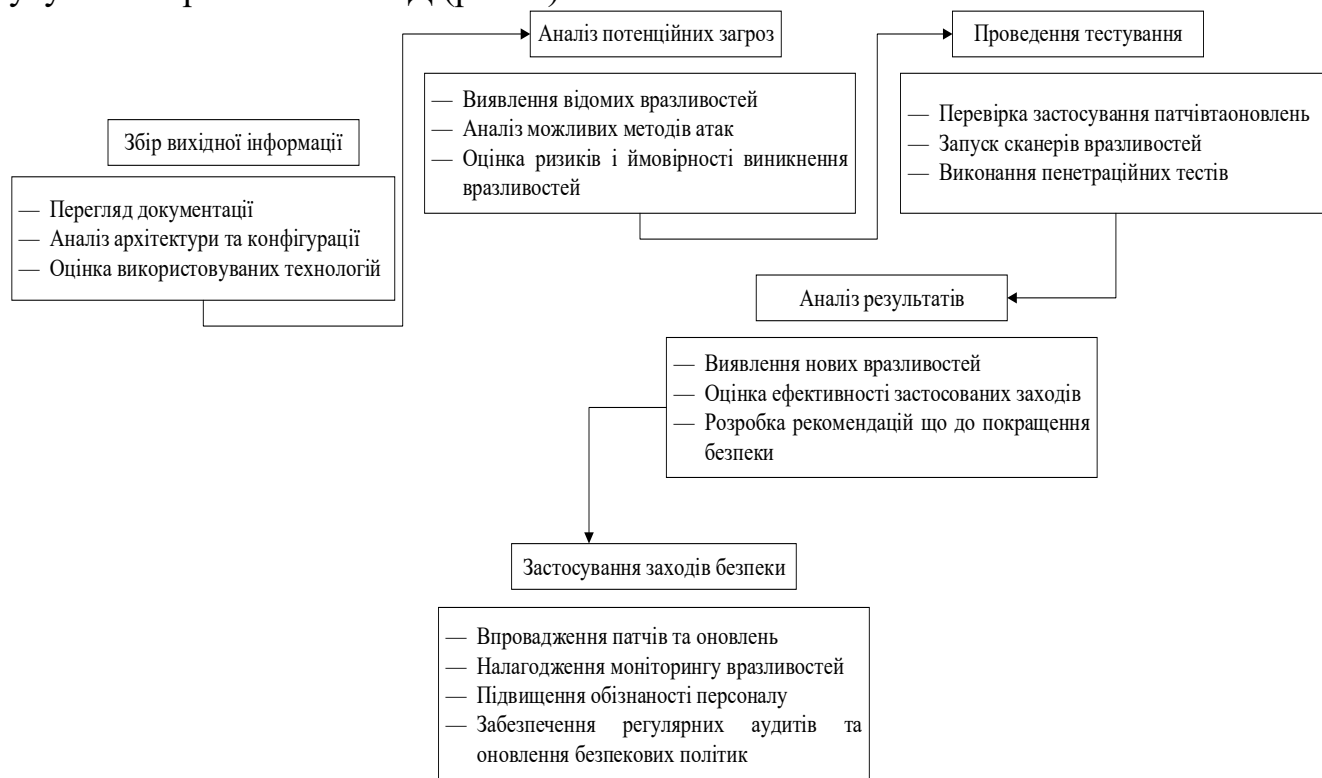 Збір вихідної інформації
— Перегляд документації
— Аналіз архітектури та конфігурації
— Оцінка використовуваних технологій
Аналіз потенційних загроз
— Виявлення відомих вразливостей
— Аналіз можливих методів атак
— Оцінка ризиків і ймовірності виникнення
вразливостей
Проведення тестування
— Перевірка застосування патчівтаоновлень
— Запуск сканерів вразливостей
— Виконання пенетраційних тестів
Аналіз результатів
— Виявлення нових вразливостей
— Оцінка ефективності застосованих заходів
— Розробка рекомендацій що до покращення
безпеки
Застосування заходів безпеки
— Впровадження патчів та оновлень
— Налагодження моніторингу вразливостей
— Підвищення обізнаності персоналу
— Забезпечення регулярних аудитів та
оновлення безпекових політик